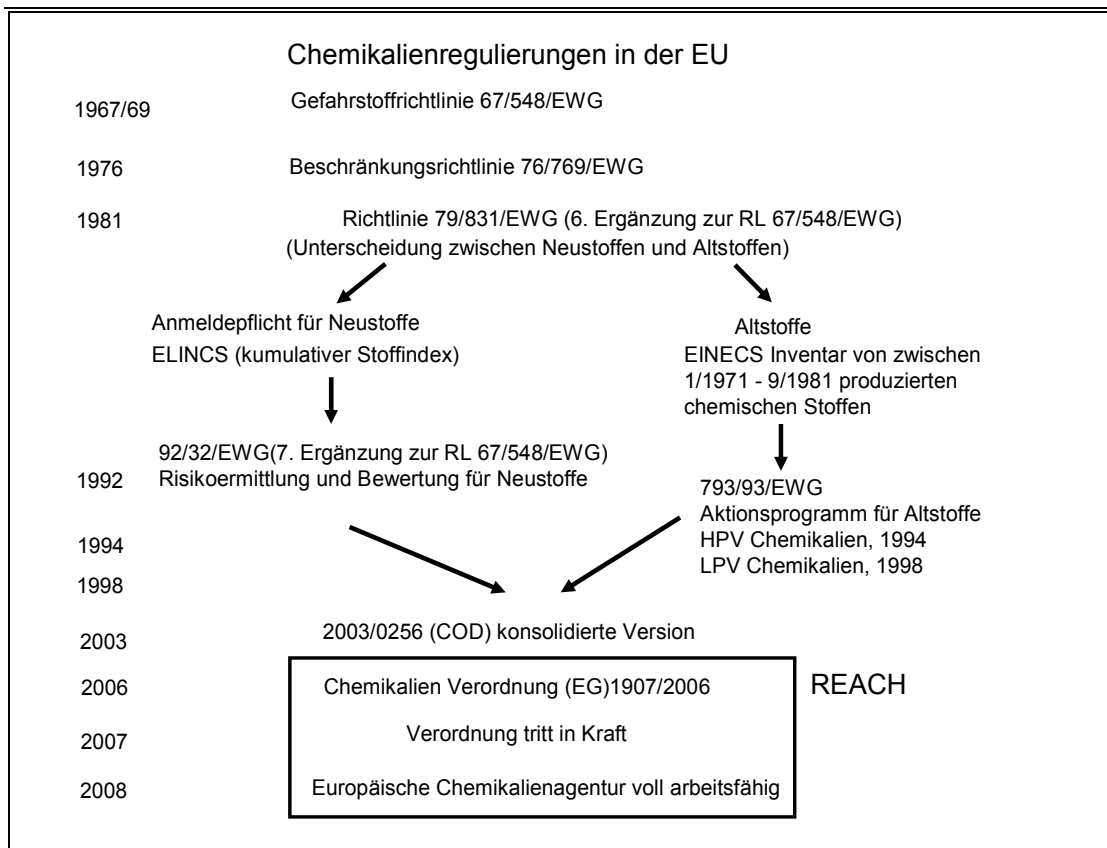 Chemikalienregulierungen in der EU
1967/69 Gefahrstoffrichtlinie 67/548/EWG
1976 Beschränkungsrichtlinie 76/769/EWG
1981 Richtlinie 79/831/EWG (6. Ergänzung zur RL 67/548/EWG)
(Unterscheidung zwischen Neustoffen und Altstoffen)
Anmeldepflicht für Neustoffe
ELINCS (kumulativer Stoffindex)
Altstoffe
EINECS Inventar von zwischen
1/1971 - 9/1981 produzierten
chemischen Stoffen
92/32/EWG(7. Ergänzung zur RL 67/548/EWG)
1992 Risikoermittlung und Bewertung für Neustoffe
793/93/EWG
Aktionsprogramm für Altstoffe
HPV Chemikalien, 1994
LPV Chemikalien, 1998
1994
1998
2003 2003/0256 (COD) konsolidierte Version
2006 Chemikalien Verordnung (EG)1907/2006 REACH
2007 Verordnung tritt in Kraft
2008 Europäische Chemikalienagentur voll arbeitsfähig